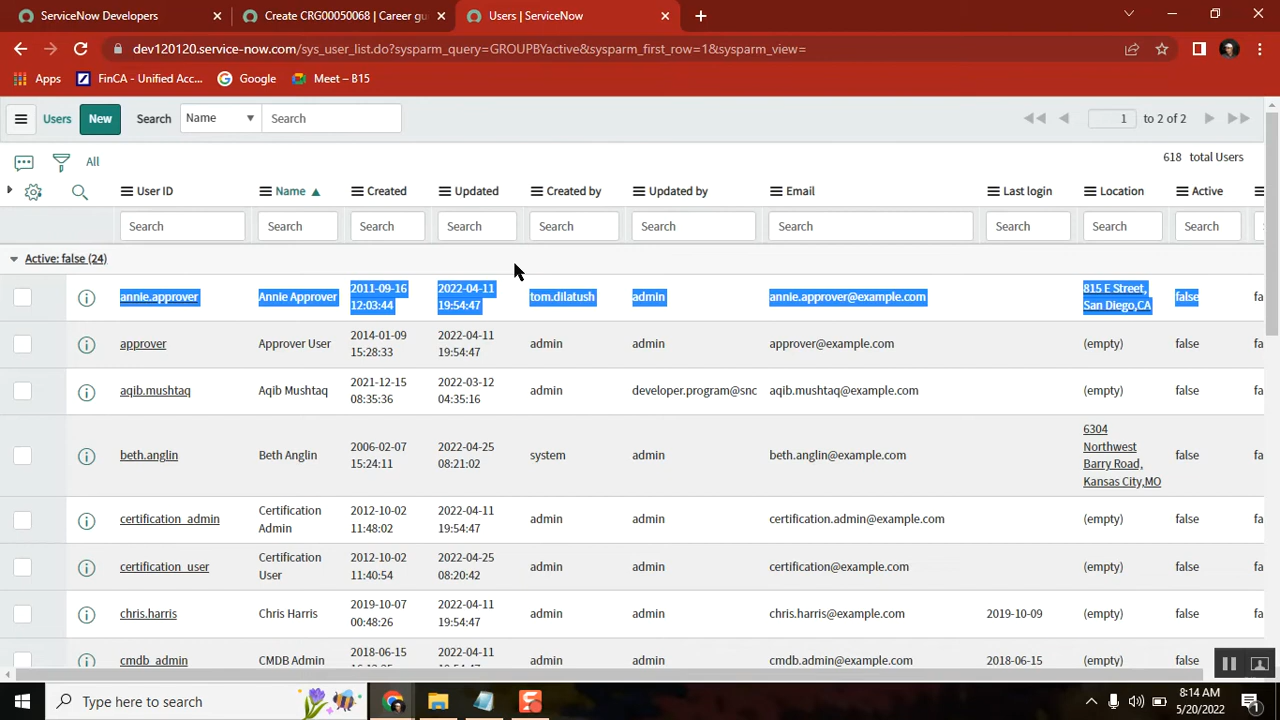 ServiceNow Developers
Create CRG00050068 | Career gu
Users | ServiceNow
dev120120.service-now.com/sys_user_list.do?sysparm_query=GROUPBYactive&sysparm_first_row=1&sysparm_view=
Apps
FinCA - Unified Acc...
Google
Meet – B15
Users
New
Search
Name
Search
1
to 2 of 2
All
618 total Users
User ID
Name
Created
Updated
Created by
Updated by
Email
Last login
Location
Active
Search
Search
Search
Search
Search
Search
Search
Search
Search
Search
Active: false (24)
annie.approver
Annie Approver
2011-09-16
12:03:44
2022-04-11
19:54:47
tom.dilatush
admin
annie.approver@example.com
815 E Street,
San Diego,CA
false
fa
approver
Approver User
2014-01-09
15:28:33
2022-04-11
19:54:47
admin
admin
approver@example.com
(empty)
false
fa
aqib.mushtaq
Aqib Mushtaq
2021-12-15
08:35:36
2022-03-12
04:35:16
admin
developer.program@snc
aqib.mushtaq@example.com
(empty)
false
fa
beth.anglin
Beth Anglin
2006-02-07
15:24:11
2022-04-25
08:21:02
system
admin
beth.anglin@example.com
6304
Northwest
Barry Road,
Kansas City,MO
false
fa
certification_admin
Certification
Admin
2012-10-02
11:48:02
2022-04-11
19:54:47
admin
admin
certification.admin@example.com
(empty)
false
fa
certification_user
Certification
User
2012-10-02
11:40:54
2022-04-25
08:20:42
admin
admin
certification@example.com
(empty)
false
fa
chris.harris
Chris Harris
2019-10-07
00:48:26
2022-04-11
19:54:47
admin
admin
chris.harris@example.com
2019-10-09
(empty)
false
fa
cmdb_admin
CMDB Admin
2018-06-15
2022-04-11
admin
admin
cmdb.admin@example.com
2018-06-15
(empty)
false
fa
Type here to search
8:14 AM
5/20/2022
1